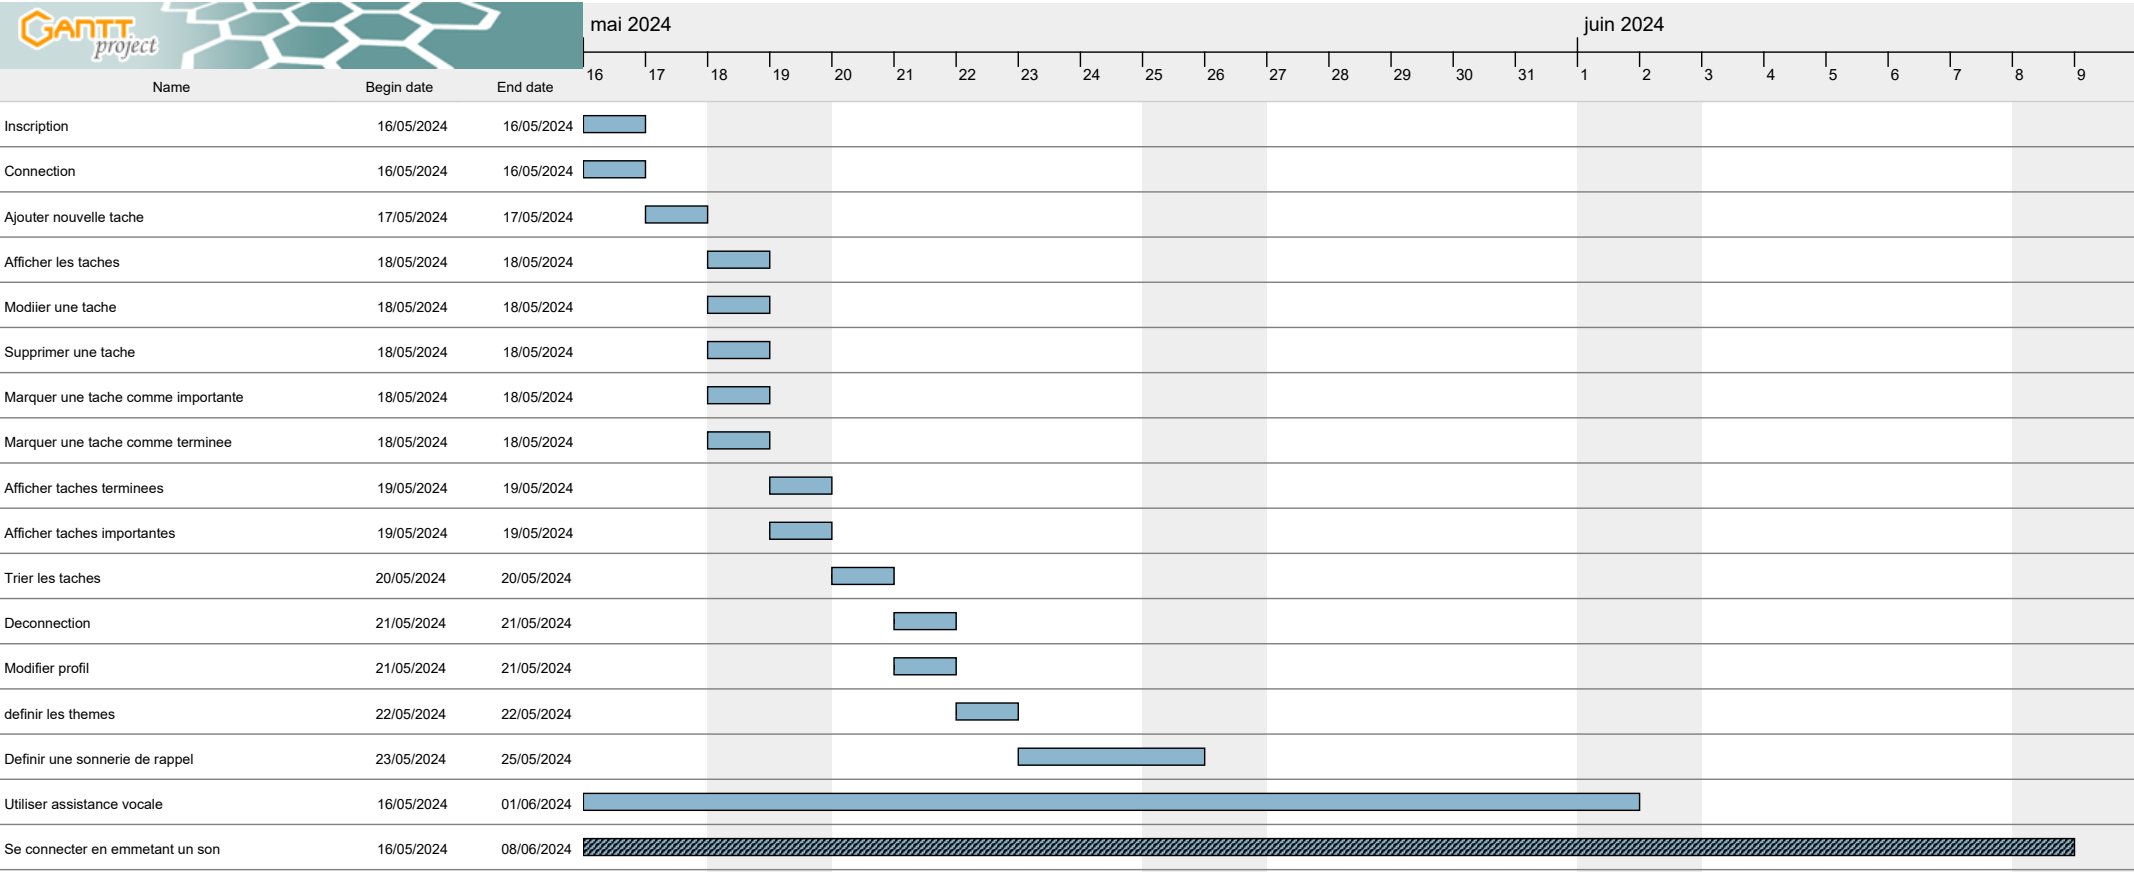 GANTT
project
mai 2024 juin 2024
16 17 18 19 20 21 22 23 24 25 26 27 28 29 30 31 1 2 3 4 5 6 7 8 9
Name Begin date End date
Inscription 16/05/2024 16/05/2024
Connection 16/05/2024 16/05/2024
Ajouter nouvelle tache 17/05/2024 17/05/2024
Afficher les taches 18/05/2024 18/05/2024
Modiier une tache 18/05/2024 18/05/2024
Supprimer une tache 18/05/2024 18/05/2024
Marquer une tache comme importante 18/05/2024 18/05/2024
Marquer une tache comme terminee 18/05/2024 18/05/2024
Afficher taches terminees 19/05/2024 19/05/2024
Afficher taches importantes 19/05/2024 19/05/2024
Trier les taches 20/05/2024 20/05/2024
Deconnection 21/05/2024 21/05/2024
Modifier profil 21/05/2024 21/05/2024
definir les themes 22/05/2024 22/05/2024
Definir une sonnerie de rappel 23/05/2024 25/05/2024
Utiliser assistance vocale 16/05/2024 01/06/2024
Se connecter en emmetant un son 16/05/2024 08/06/2024